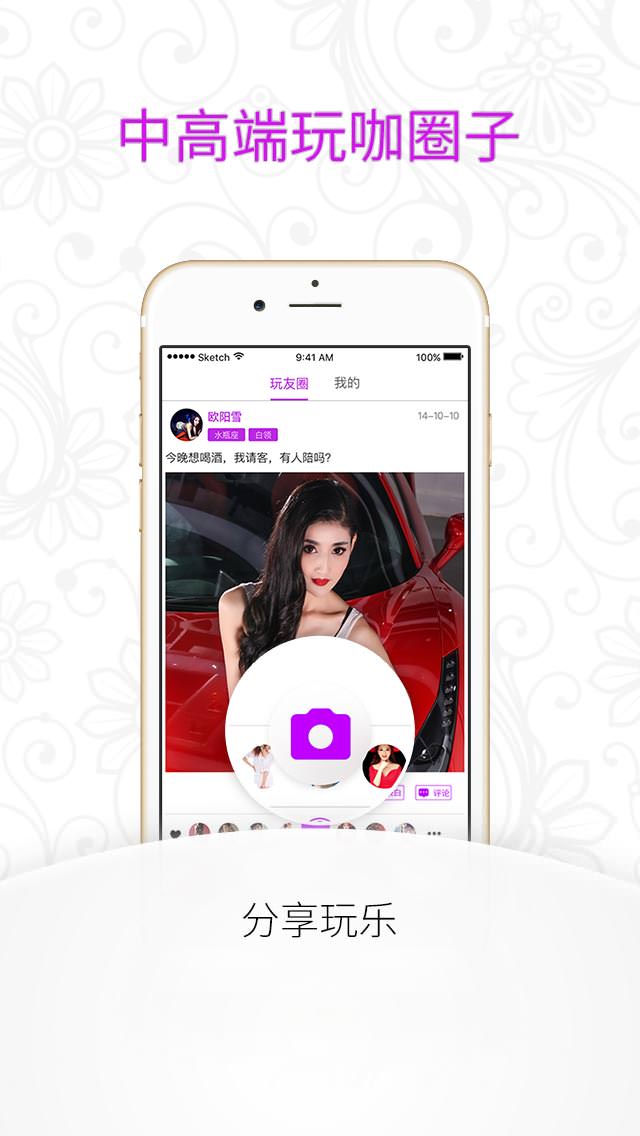 中高端玩咖圈子
Sketch 9:41 AM 100%
玩友圈 我的
欧阳雪 14-10-10
水瓶座 白领
今晚想喝酒，我请客，有人陪吗？
白 评论
分享玩乐